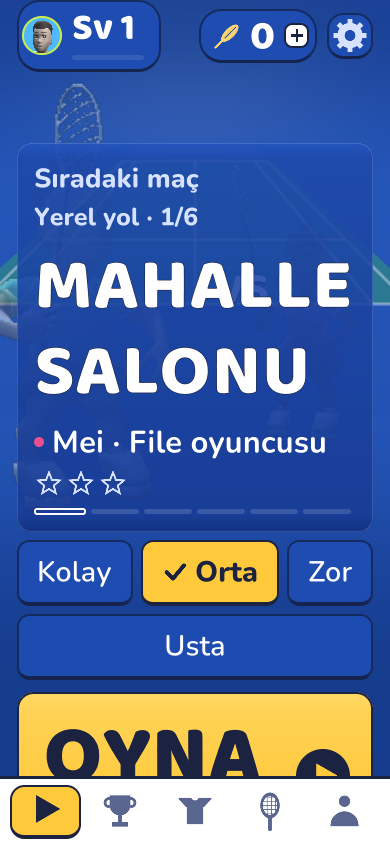 Sv 1
0
Sıradaki maç
Yerel yol · 1/6
MAHALLE
SALONU
Mei · File oyuncusu
Kolay
Orta
Zor
Usta
OYNA